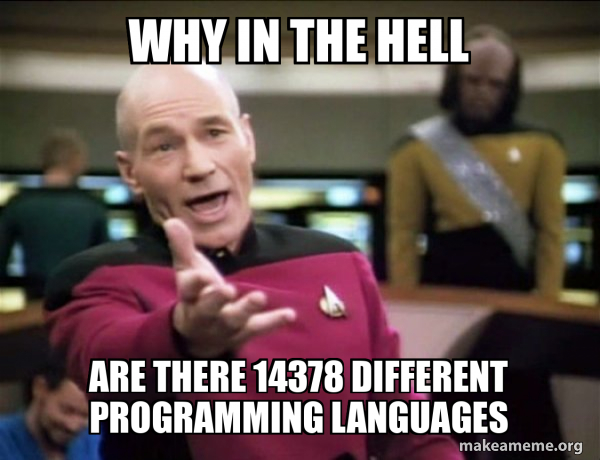 WHY IN THE HELL
ARE THERE 14378 DIFFERENT
PROGRAMMING LANGUAGES
makeameme.org